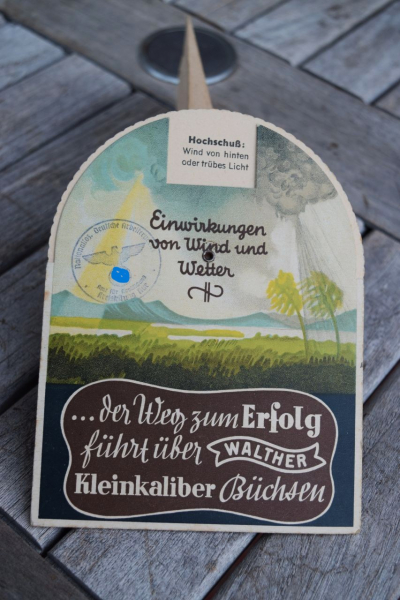 Hochschuß:
Wind von hinten
oder trübes Licht
Einwirkungen
von Wind und
Wetter
...der Weg zum Erfolg
führt über WALTHER
Kleinkaliber Büchsen